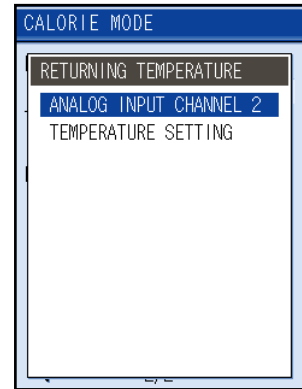 CALORIE MODE
RETURNING TEMPERATURE
ANALOG INPUT CHANNEL 2
TEMPERATURE SETTING